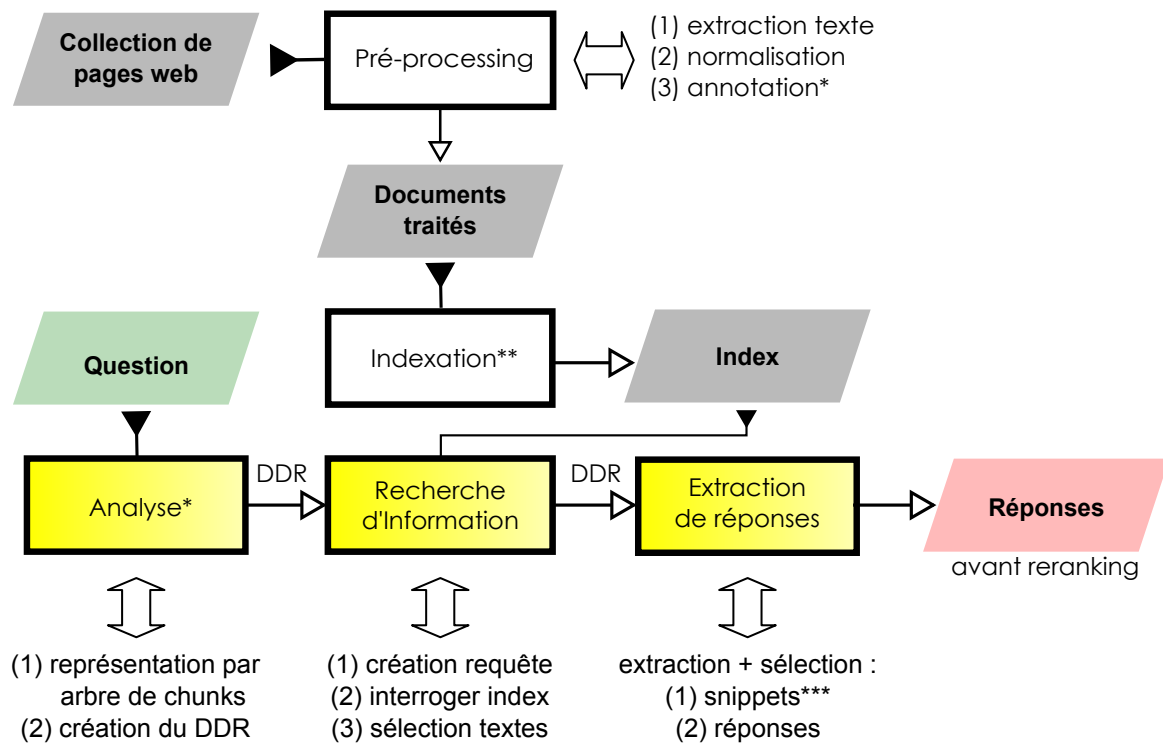 Collection de
pages web
Pré-processing
(1) extraction texte
(2) normalisation
(3) annotation*
Documents
traités
Question
Indexation**
Index
Analyse*
DDR
Recherche
d'Information
DDR
Extraction
de réponses
Réponses
avant reranking
(1) représentation par
arbre de chunks
(2) création du DDR
(1) création requête
(2) interroger index
(3) sélection textes
extraction + sélection :
(1) snippets***
(2) réponses